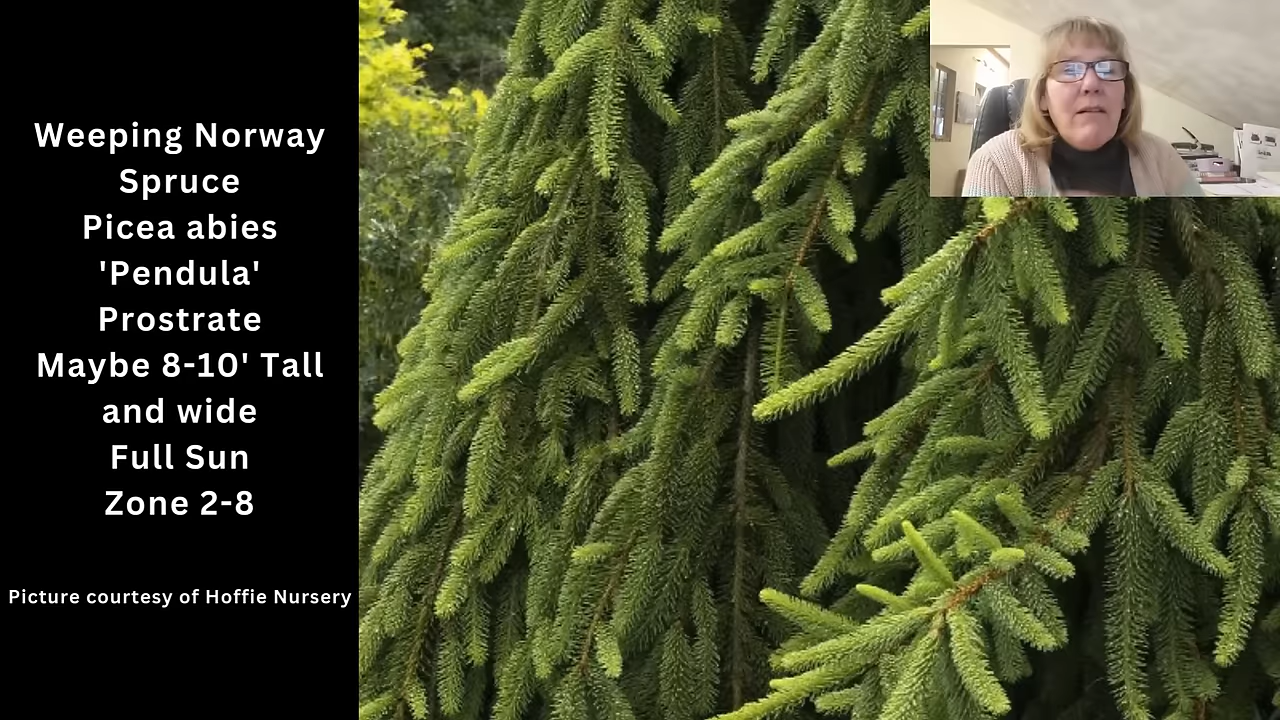 Weeping Norway
Spruce
Picea abies
'Pendula'
Prostrate
Maybe 8-10' Tall
and wide
Full Sun
Zone 2-8
Picture courtesy of Hoffie Nursery